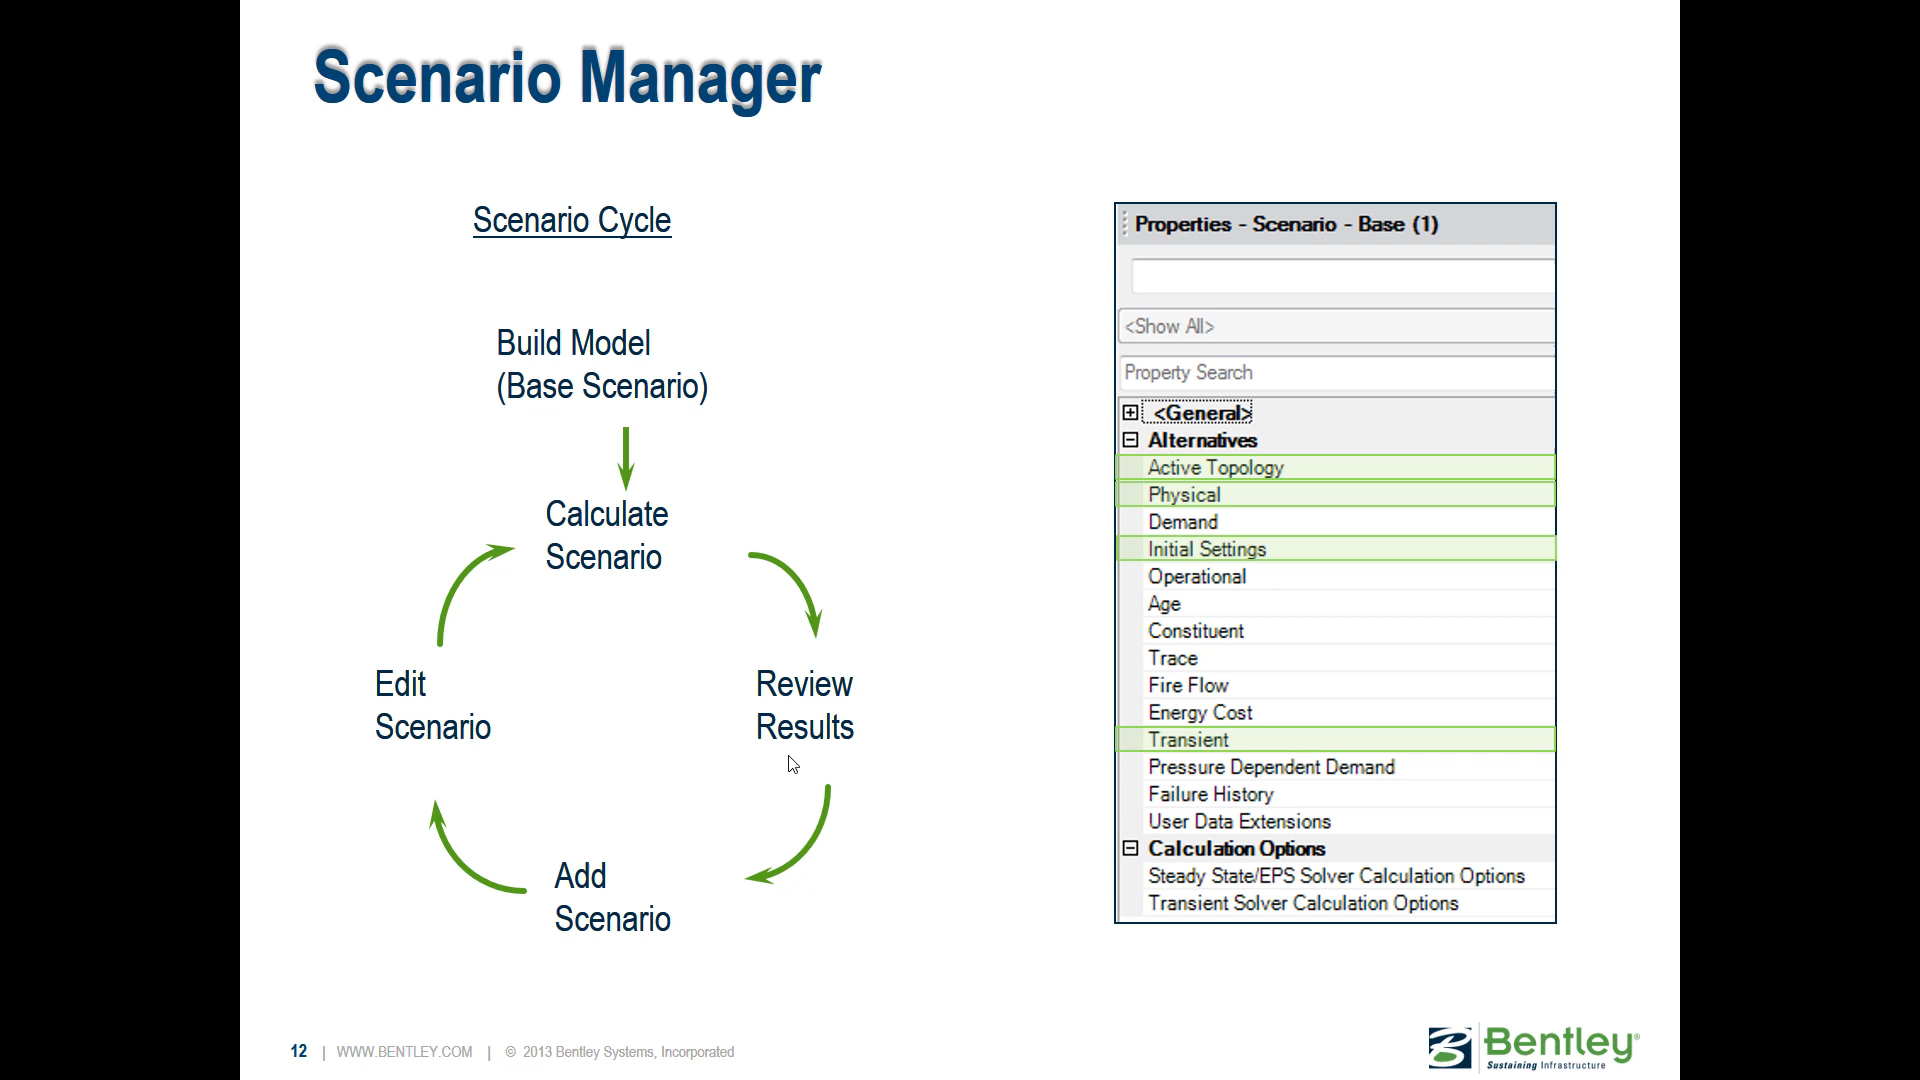 Scenario Manager
Scenario Cycle
Build Model
(Base Scenario)
Calculate
Scenario
Review
Results
Add
Scenario
Edit
Scenario
Properties - Scenario - Base (1)
<Show All>
Property Search
<General>
Alternatives
Active Topology
Physical
Demand
Initial Settings
Operational
Age
Constituent
Trace
Fire Flow
Energy Cost
Transient
Pressure Dependent Demand
Failure History
User Data Extensions
Calculation Options
Steady State/EPS Solver Calculation Options
Transient Solver Calculation Options
12 | WWW.BENTLEY.COM | © 2013 Bentley Systems, Incorporated
Bentley®
Sustaining Infrastructure